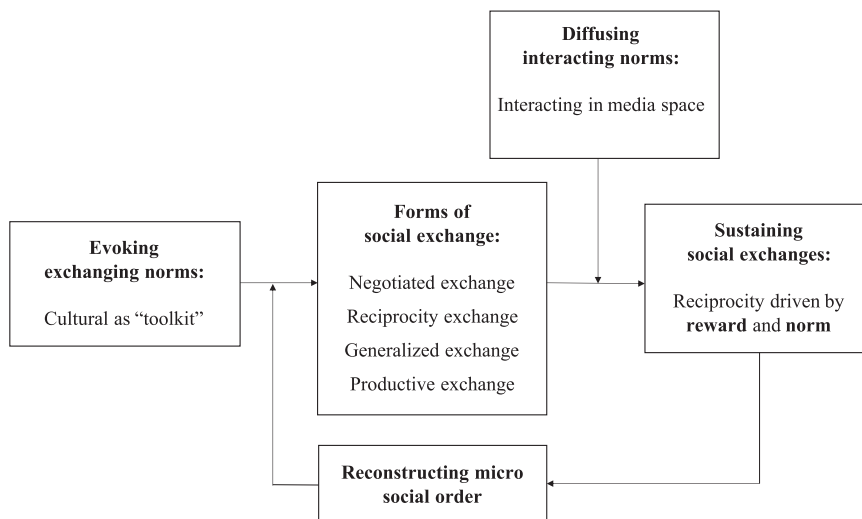 Diffusing
interacting norms:
Interacting in media space
Evoking
exchanging norms:
Cultural as “toolkit”
Forms of
social exchange:
Negotiated exchange
Reciprocity exchange
Generalized exchange
Productive exchange
Sustaining
social exchanges:
Reciprocity driven by
reward and norm
Reconstructing micro
social order